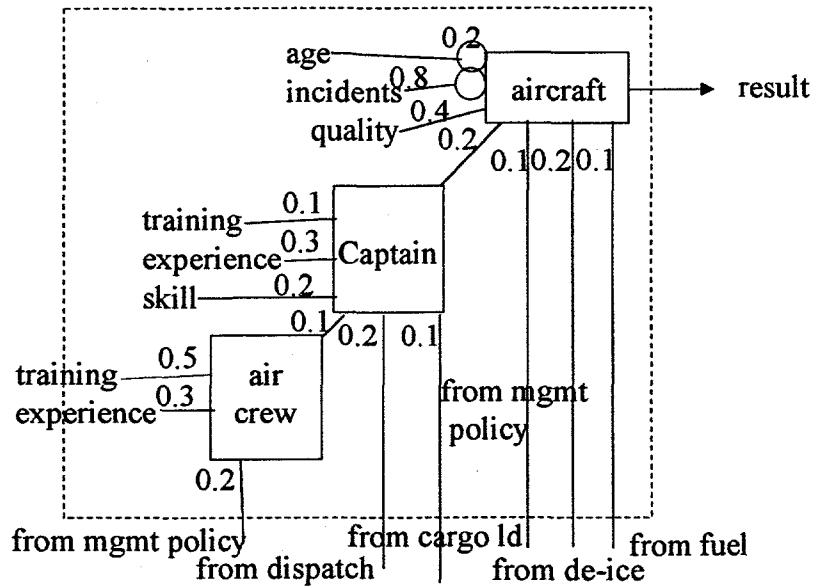 0.2
age
0.8
incidents
aircraft
result
0.4
quality
0.2
0.1 0.2 0.1
training 0.1
experience 0.3
Captain
skill 0.2
0.1 0.2 0.1
training 0.5
air
crew
experience 0.3
from mgmt
policy
0.2
from mgmt policy
from cargo ld
from fuel
from dispatch
from de-ice